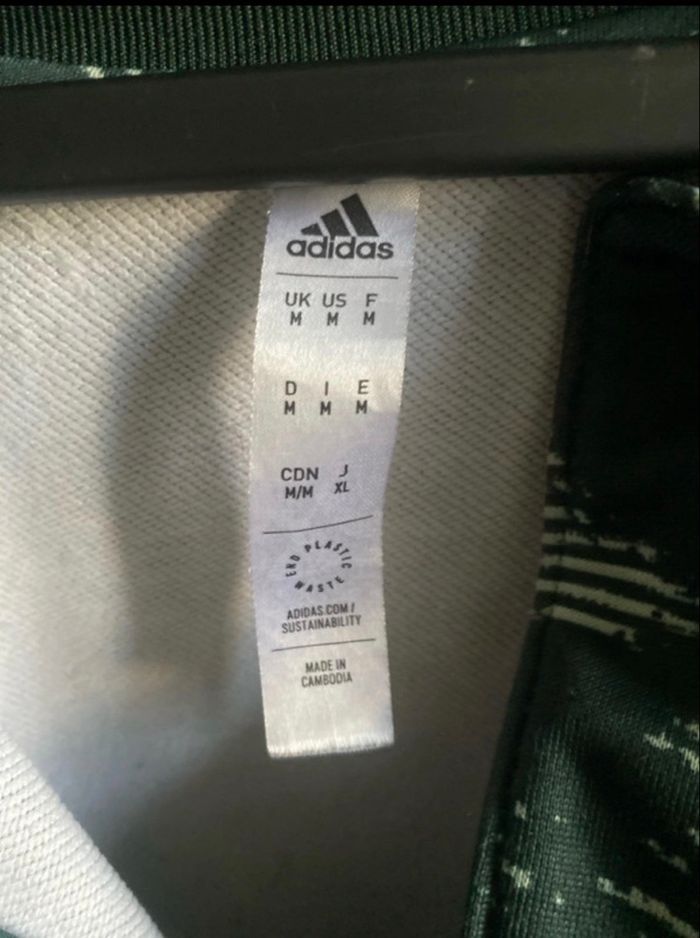 adidas
UK US F
M M M
D I E
M M M
CDN J
M/M XL
END PLASTIC WASTE
ADIDAS.COM/
SUSTAINABILITY
MADE IN
CAMBODIA